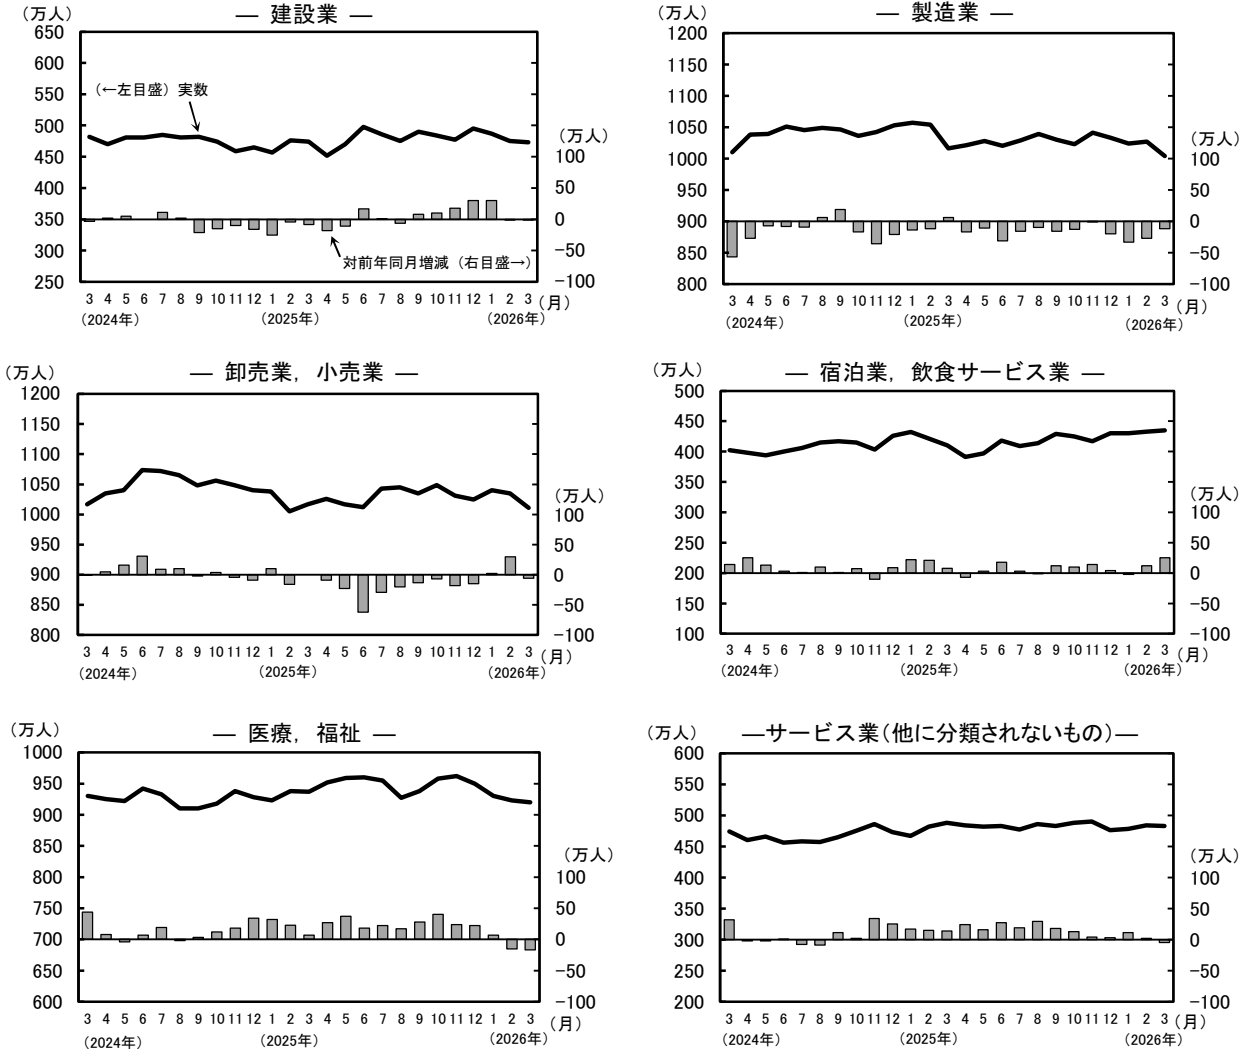 — 建設業 —
(万人)
650
600
550
500
450
400
350
300
250
(←左目盛) 実数
(万人)
100
50
0
−50
−100
対前年同月増減 (右目盛→)
3 4 5 6 7 8 9 10 11 12 1 2 3 4 5 6 7 8 9 10 11 12 1 2 3 (月)
(2024年) (2025年) (2026年)
— 製造業 —
(万人)
1200
1150
1100
1050
1000
950
900
850
800
(万人)
100
50
0
−50
−100
3 4 5 6 7 8 9 10 11 12 1 2 3 4 5 6 7 8 9 10 11 12 1 2 3 (月)
(2024年) (2025年) (2026年)
— 卸売業, 小売業 —
(万人)
1200
1150
1100
1050
1000
950
900
850
800
(万人)
100
50
0
−50
−100
3 4 5 6 7 8 9 10 11 12 1 2 3 4 5 6 7 8 9 10 11 12 1 2 3 (月)
(2024年) (2025年) (2026年)
— 宿泊業, 飲食サービス業 —
(万人)
500
450
400
350
300
250
200
150
100
(万人)
100
50
0
−50
−100
3 4 5 6 7 8 9 10 11 12 1 2 3 4 5 6 7 8 9 10 11 12 1 2 3 (月)
(2024年) (2025年) (2026年)
— 医療, 福祉 —
(万人)
1000
950
900
850
800
750
700
650
600
(万人)
100
50
0
−50
−100
3 4 5 6 7 8 9 10 11 12 1 2 3 4 5 6 7 8 9 10 11 12 1 2 3 (月)
(2024年) (2025年) (2026年)
—サービス業(他に分類されないもの)—
(万人)
600
550
500
450
400
350
300
250
200
(万人)
100
50
0
−50
−100
3 4 5 6 7 8 9 10 11 12 1 2 3 4 5 6 7 8 9 10 11 12 1 2 3 (月)
(2024年) (2025年) (2026年)